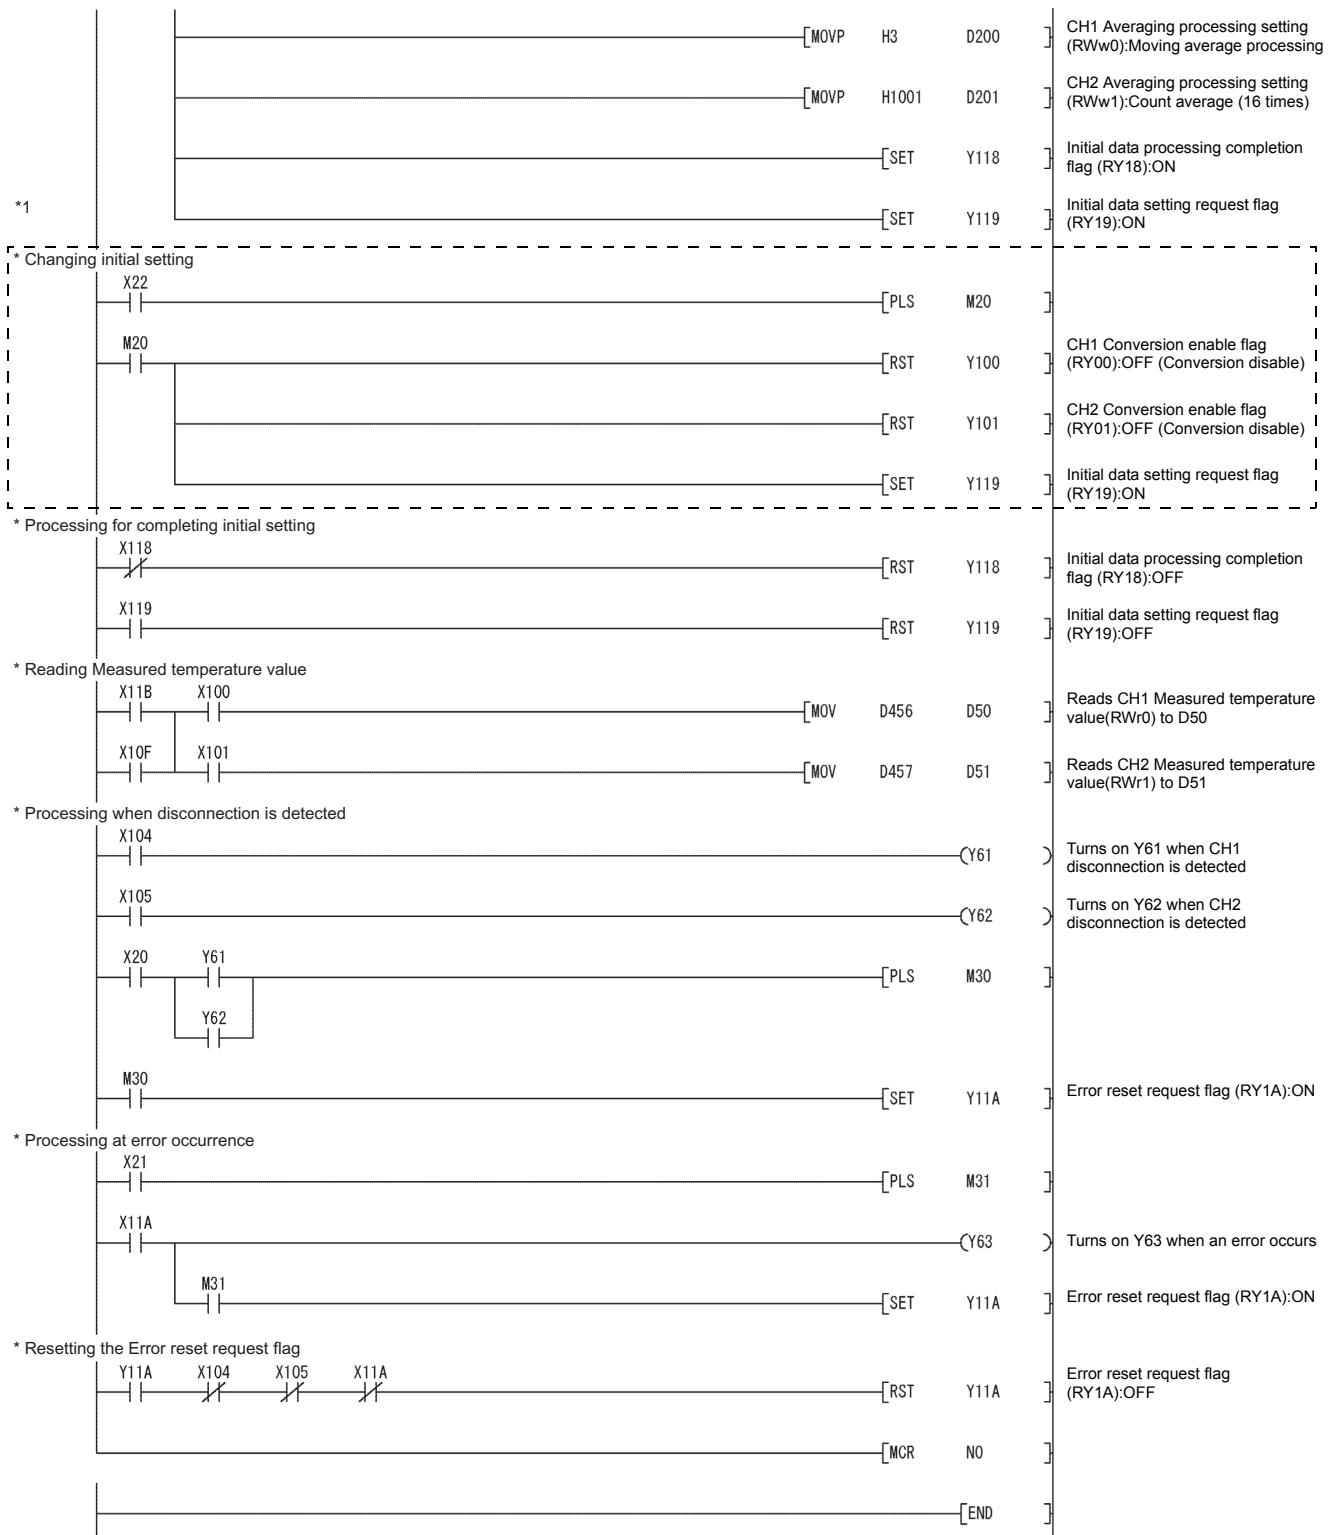 MOVP H3 D200
CH1 Averaging processing setting
(RWw0):Moving average processing
MOVP H1001 D201
CH2 Averaging processing setting
(RWw1):Count average (16 times)
SET Y118
Initial data processing completion
flag (RY18):ON
*1
SET Y119
Initial data setting request flag
(RY19):ON
* Changing initial setting
X22
PLS M20
M20
RST Y100
CH1 Conversion enable flag
(RY00):OFF (Conversion disable)
RST Y101
CH2 Conversion enable flag
(RY01):OFF (Conversion disable)
SET Y119
Initial data setting request flag
(RY19):ON
* Processing for completing initial setting
X118
RST Y118
Initial data processing completion
flag (RY18):OFF
X119
RST Y119
Initial data setting request flag
(RY19):OFF
* Reading Measured temperature value
X11B X100
MOV D456 D50
Reads CH1 Measured temperature
value(RWr0) to D50
X10F X101
MOV D457 D51
Reads CH2 Measured temperature
value(RWr1) to D51
* Processing when disconnection is detected
X104
Y61
Turns on Y61 when CH1
disconnection is detected
X105
Y62
Turns on Y62 when CH2
disconnection is detected
X20 Y61
PLS M30
Y62
M30
SET Y11A
Error reset request flag (RY1A):ON
* Processing at error occurrence
X21
PLS M31
X11A
Y63
Turns on Y63 when an error occurs
M31
SET Y11A
Error reset request flag (RY1A):ON
* Resetting the Error reset request flag
Y11A X104 X105 X11A
RST Y11A
Error reset request flag
(RY1A):OFF
MCR N0
END